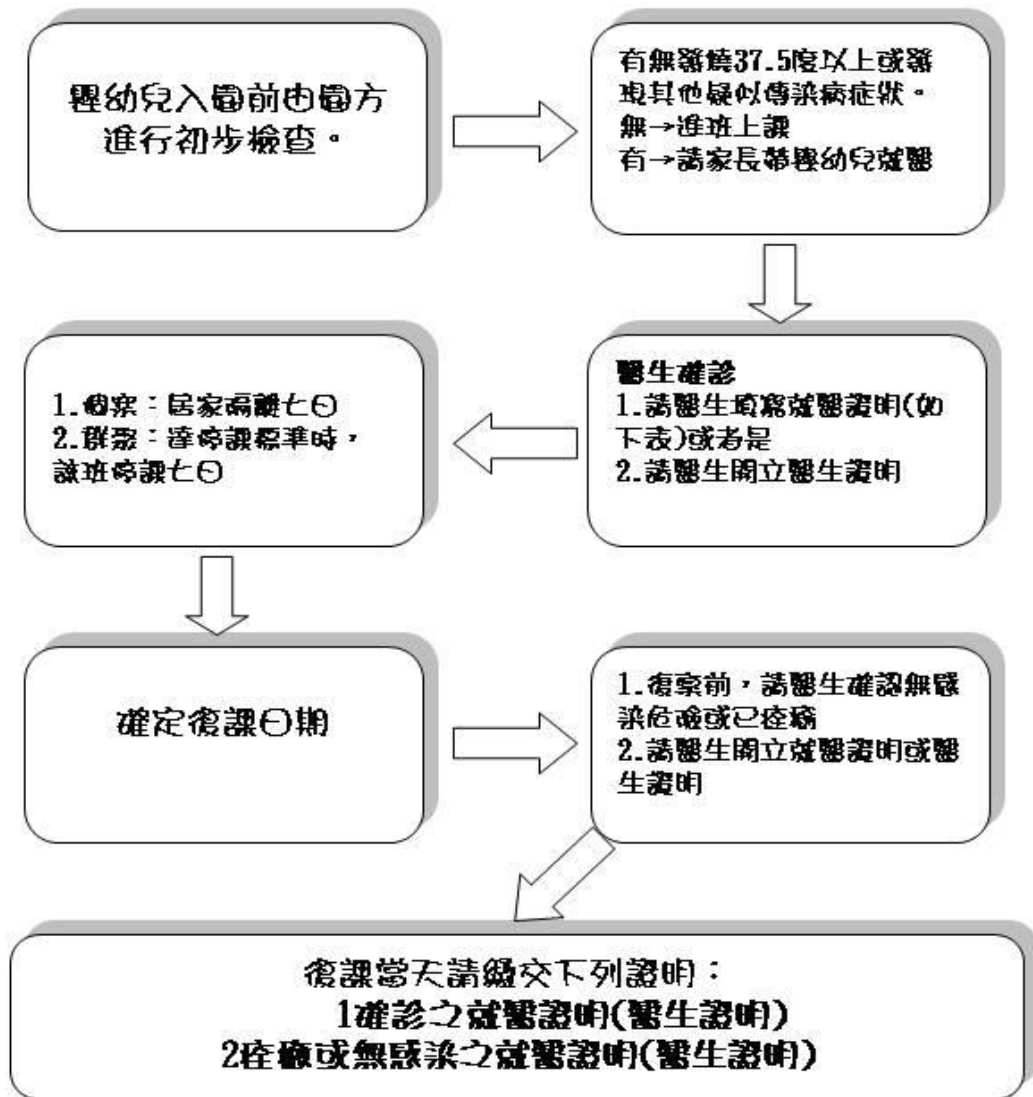 嬰幼兒入園前由園方
進行初步檢查。
有無發燒37.5度以上或發
現其他疑似傳染病症狀。
無→進班上課
有→請家長帶嬰幼兒就醫
醫生確診
1.請醫生填寫就醫證明(如
下表)或者是
2.請醫生開立醫生證明
1.個案：居家隔離七日
2.群聚：達停課標準時，
該班停課七日
確定復課日期
1.復案前，請醫生確認無感
染危險或已痊癒
2.請醫生開立就醫證明或醫
生證明
復課當天請繳交下列證明：
1確診之就醫證明(醫生證明)
2痊癒或無感染之就醫證明(醫生證明)